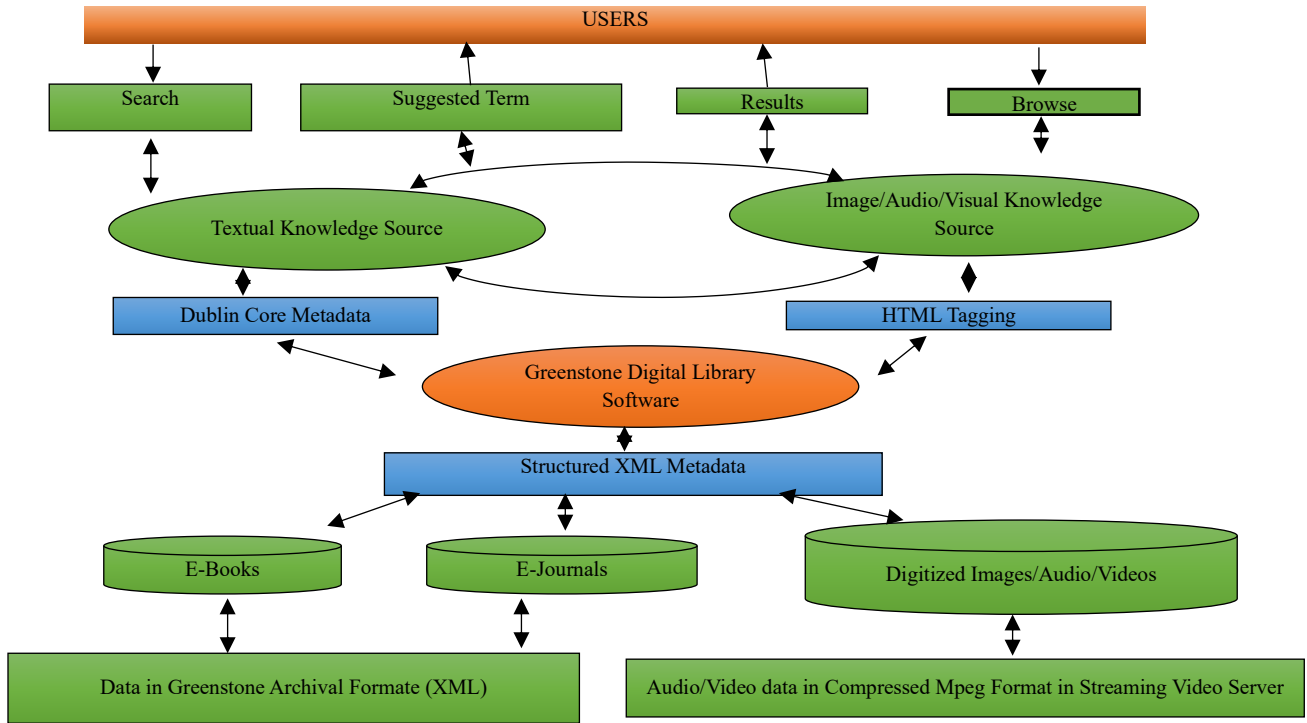 USERS
Search
Suggested Term
Results
Browse
Textual Knowledge Source
Image/Audio/Visual Knowledge
Source
Dublin Core Metadata
HTML Tagging
Greenstone Digital Library
Software
Structured XML Metadata
E-Books
E-Journals
Digitized Images/Audio/Videos
Data in Greenstone Archival Formate (XML)
Audio/Video data in Compressed Mpeg Format in Streaming Video Server